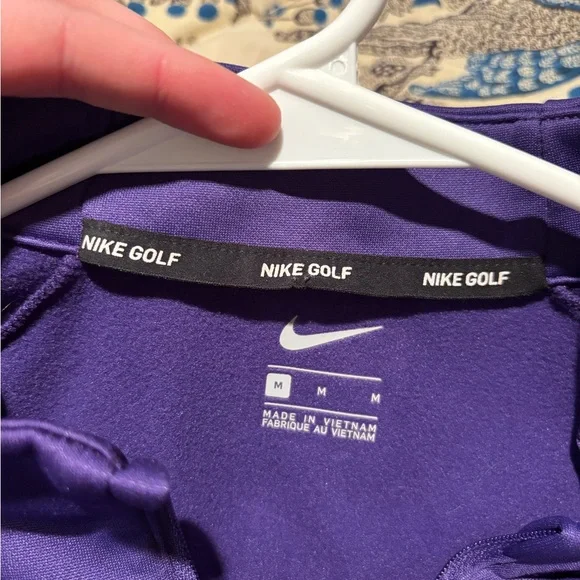 NIKE GOLF NIKE GOLF NIKE GOLF
M M M
MADE IN VIETNAM
FABRIQUE AU VIETNAM